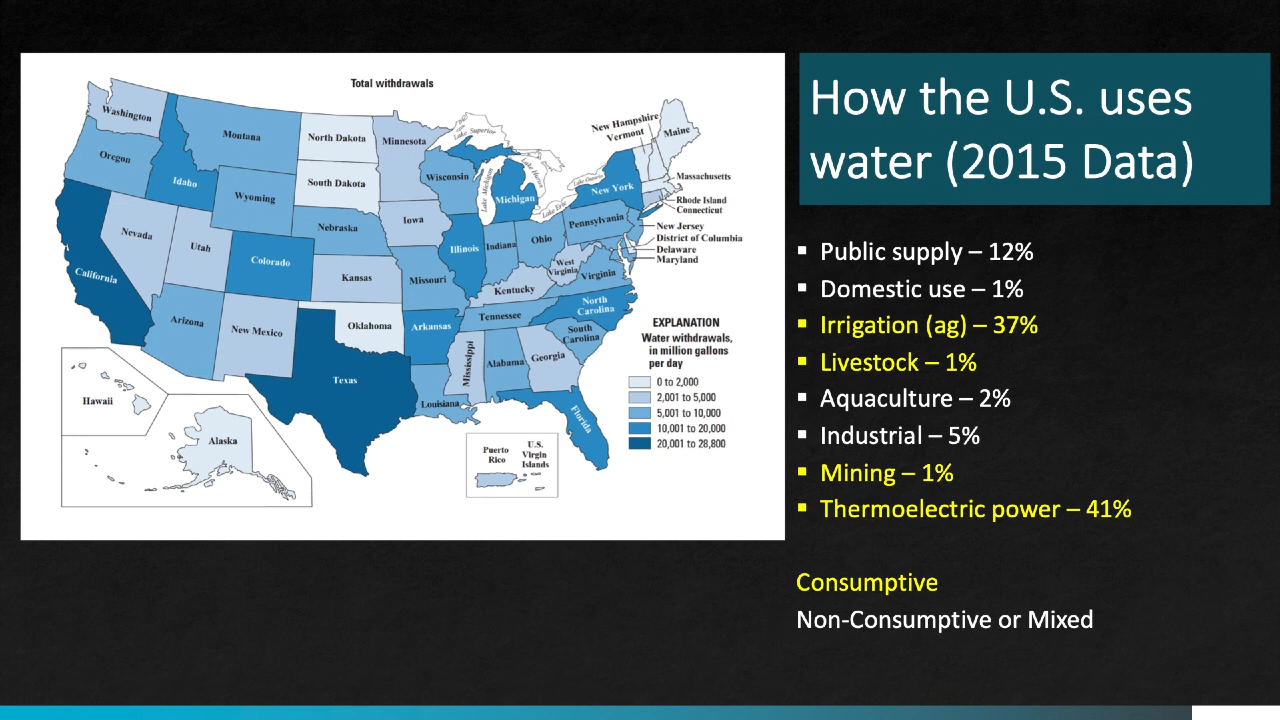 Total withdrawals
Washington
Oregon
California
Idaho
Nevada
Montana
Wyoming
Utah
Colorado
Arizona
New Mexico
North Dakota
South Dakota
Nebraska
Kansas
Oklahoma
Texas
Minnesota
Iowa
Missouri
Arkansas
Louisiana
Wisconsin
Illinois
Michigan
Indiana
Ohio
Kentucky
Tennessee
Mississippi
Alabama
Georgia
Florida
South
Carolina
North
Carolina
Virginia
West
Virginia
Pennsylvania
New York
New Hampshire
Vermont
Maine
Massachusetts
Rhode Island
Connecticut
New Jersey
District of Columbia
Delaware
Maryland
Lake Superior
Lake Michigan
Lake Huron
Lake Erie
Lake Ontario
Hawaii
Alaska
Puerto
Rico
U.S.
Virgin
Islands
EXPLANATION
Water withdrawals,
in million gallons
per day
0 to 2,000
2,001 to 5,000
5,001 to 10,000
10,001 to 20,000
20,001 to 28,800
How the U.S. uses
water (2015 Data)
▪ Public supply – 12%
▪ Domestic use – 1%
▪ Irrigation (ag) – 37%
▪ Livestock – 1%
▪ Aquaculture – 2%
▪ Industrial – 5%
▪ Mining – 1%
▪ Thermoelectric power – 41%
Consumptive
Non-Consumptive or Mixed